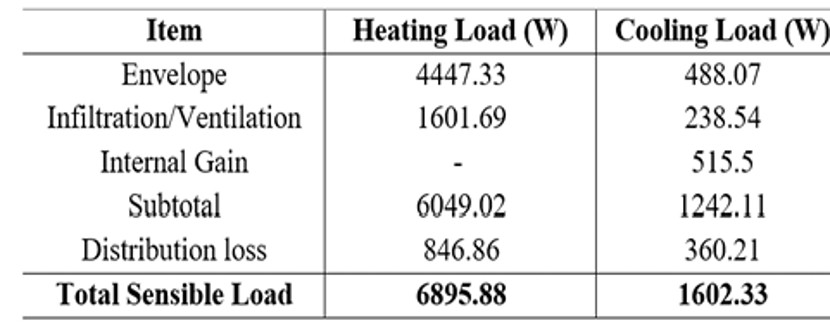 Item Heating Load (W) Cooling Load (W)
Envelope 4447.33 488.07
Infiltration/Ventilation 1601.69 238.54
Internal Gain - 515.5
Subtotal 6049.02 1242.11
Distribution loss 846.86 360.21
Total Sensible Load 6895.88 1602.33